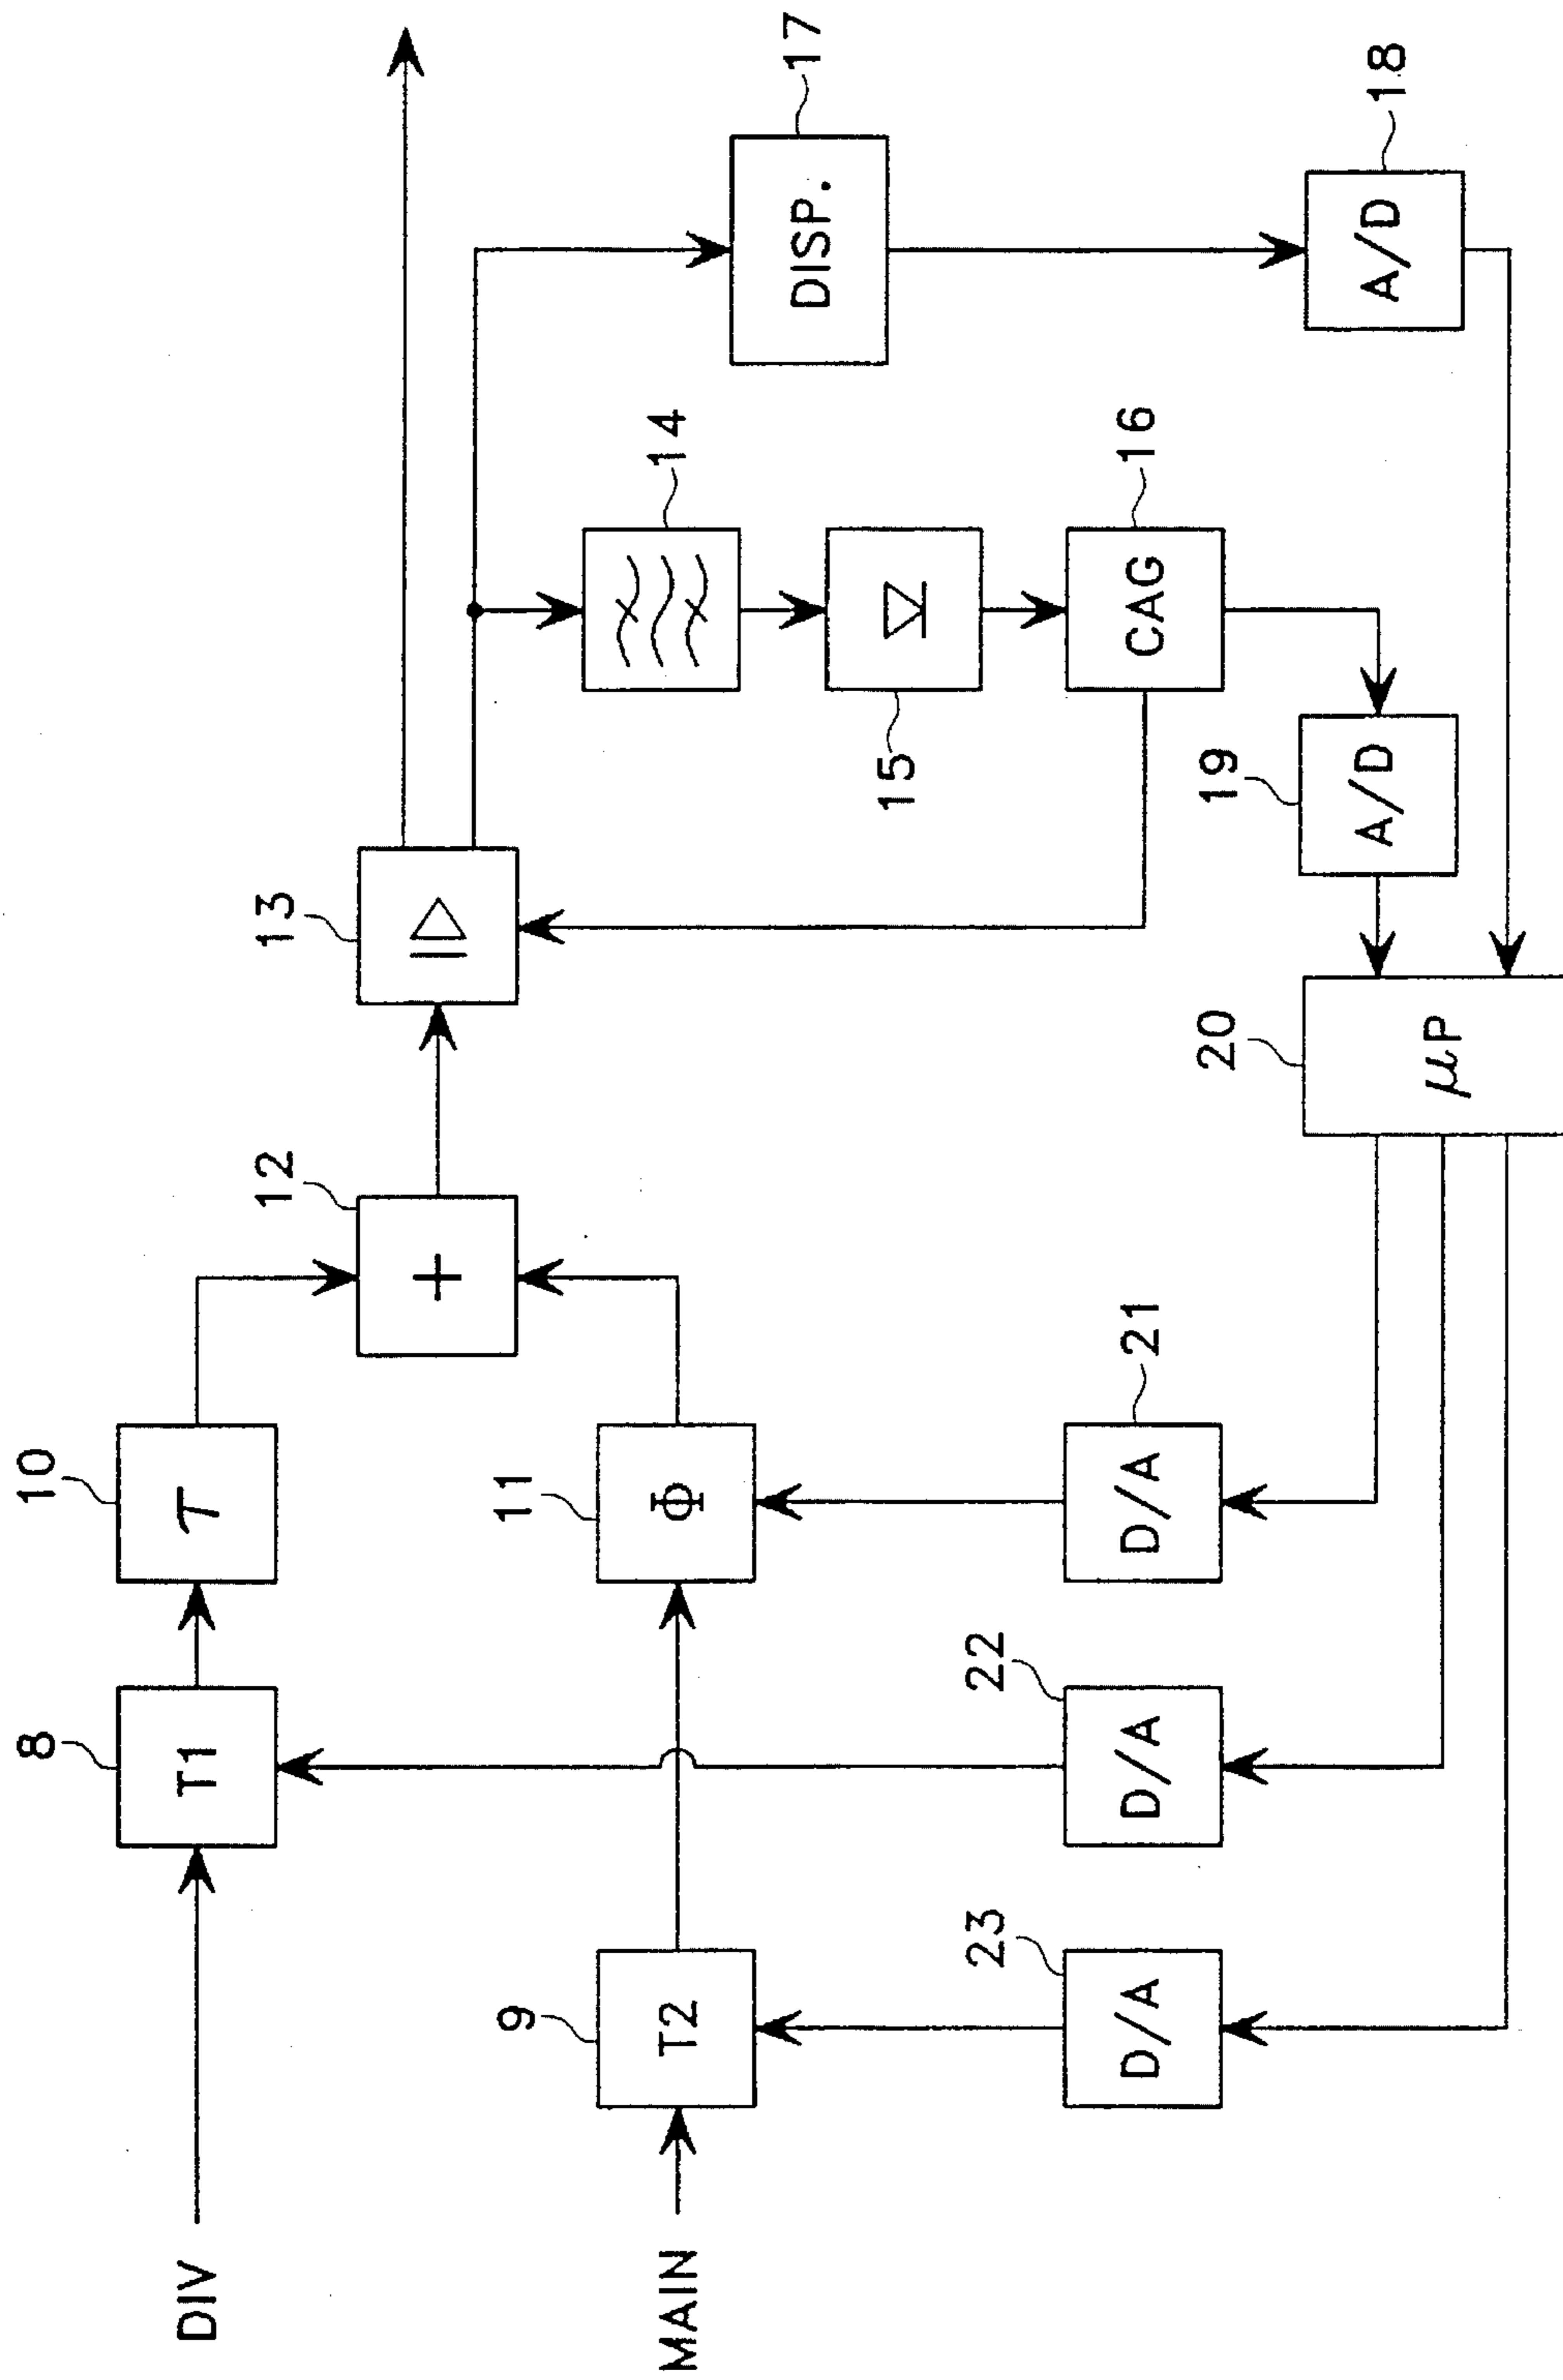 DIV
MAIN
8
T1
9
T2
10
τ
11
Φ
12
+
13
14
15
16
CAG
17
DISP.
18
A/D
19
A/D
20
μP
21
D/A
22
D/A
23
D/A